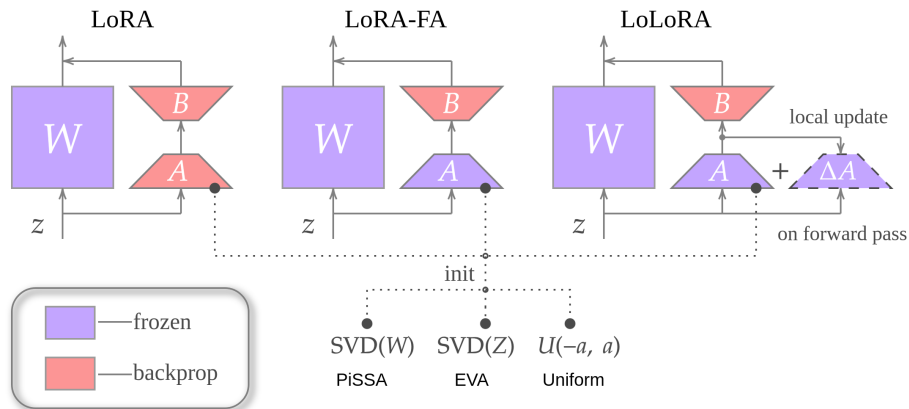 LoRA
LoRA-FA
LoLoRA
W
B
A
z
W
B
A
z
W
B
local update
A
+
ΔA
z
on forward pass
init
frozen
backprop
SVD(W)
SVD(Z)
U(−a, a)
PiSSA
EVA
Uniform